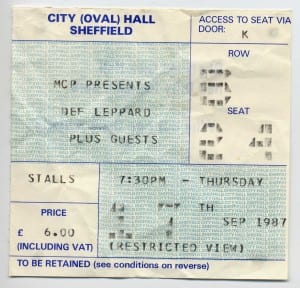 CITY (OVAL) HALL
SHEFFIELD
ACCESS TO SEAT VIA
DOOR: K
MCP PRESENTS
DEF LEPPARD
PLUS GUESTS
ROW
SEAT
STALLS
7:30PM - THURSDAY
TH
SEP 1987
PRICE
£ 6.00
(INCLUDING VAT)
(RESTRICTED VIEW)
TO BE RETAINED (see conditions on reverse)